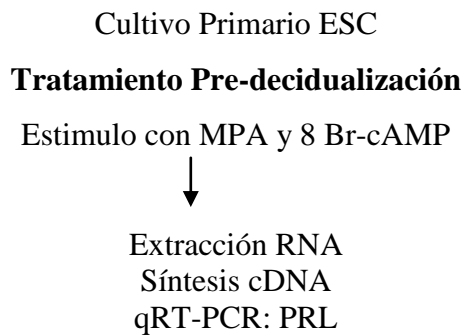 Cultivo Primario ESC
Tratamiento Pre-decidualización
Estimulo con MPA y 8 Br-cAMP
Extracción RNA
Síntesis cDNA
qRT-PCR: PRL